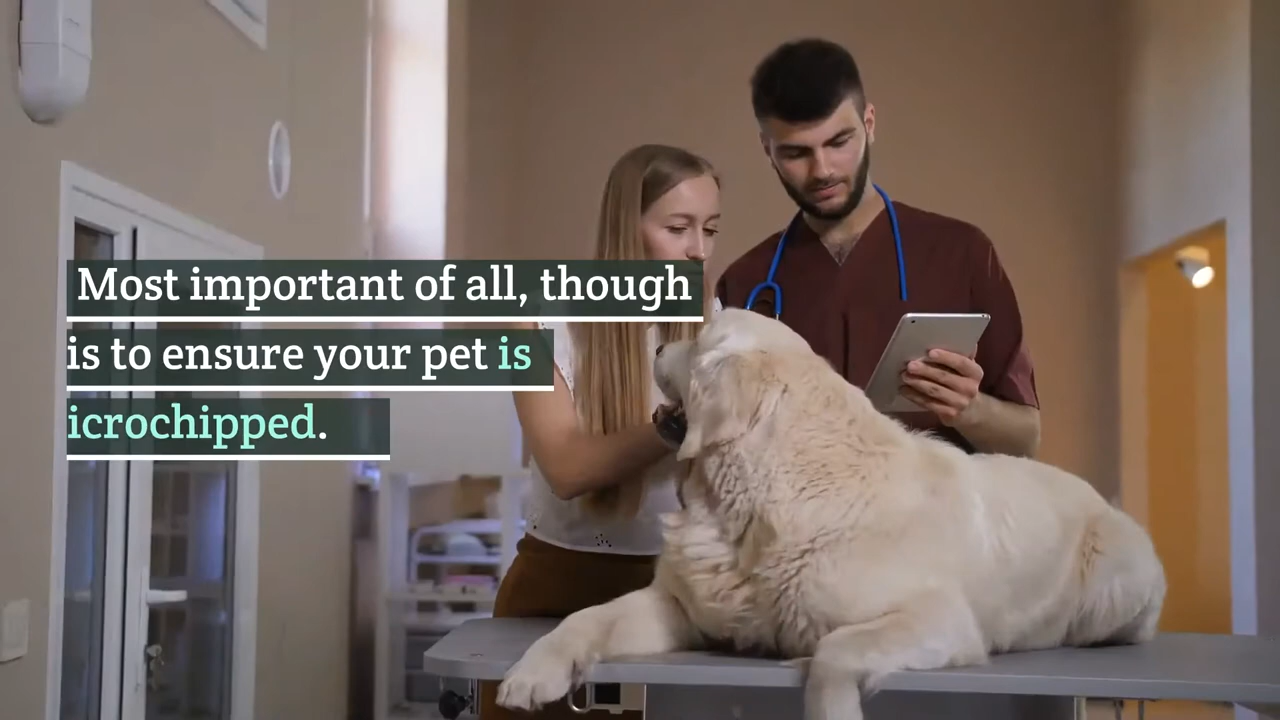 Most important of all, though
is to ensure your pet is
icrochipped.